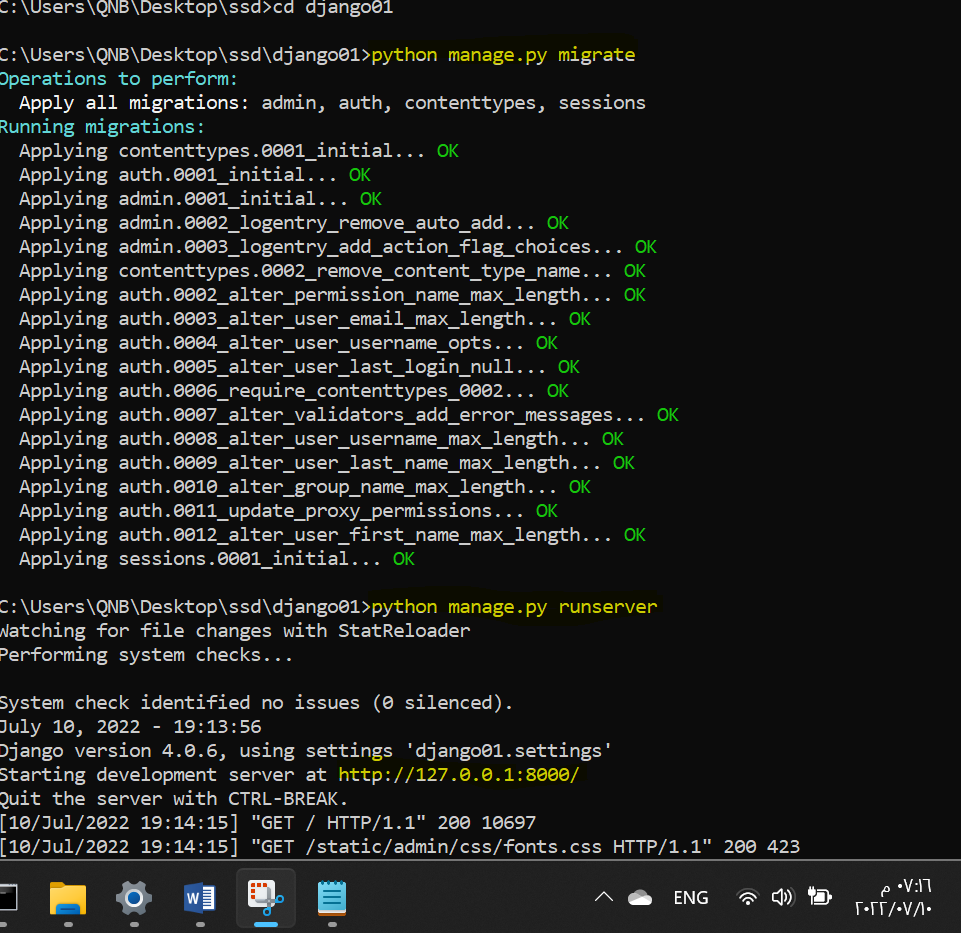 C:\Users\QNB\Desktop\ssd>cd django01
C:\Users\QNB\Desktop\ssd\django01>python manage.py migrate
Operations to perform:
  Apply all migrations: admin, auth, contenttypes, sessions
Running migrations:
  Applying contenttypes.0001_initial... OK
  Applying auth.0001_initial... OK
  Applying admin.0001_initial... OK
  Applying admin.0002_logentry_remove_auto_add... OK
  Applying admin.0003_logentry_add_action_flag_choices... OK
  Applying contenttypes.0002_remove_content_type_name... OK
  Applying auth.0002_alter_permission_name_max_length... OK
  Applying auth.0003_alter_user_email_max_length... OK
  Applying auth.0004_alter_user_username_opts... OK
  Applying auth.0005_alter_user_last_login_null... OK
  Applying auth.0006_require_contenttypes_0002... OK
  Applying auth.0007_alter_validators_add_error_messages... OK
  Applying auth.0008_alter_user_username_max_length... OK
  Applying auth.0009_alter_user_last_name_max_length... OK
  Applying auth.0010_alter_group_name_max_length... OK
  Applying auth.0011_update_proxy_permissions... OK
  Applying auth.0012_alter_user_first_name_max_length... OK
  Applying sessions.0001_initial... OK
C:\Users\QNB\Desktop\ssd\django01>python manage.py runserver
Watching for file changes with StatReloader
Performing system checks...
System check identified no issues (0 silenced).
July 10, 2022 - 19:13:56
Django version 4.0.6, using settings 'django01.settings'
Starting development server at http://127.0.0.1:8000/
Quit the server with CTRL-BREAK.
[10/Jul/2022 19:14:15] "GET / HTTP/1.1" 200 10697
[10/Jul/2022 19:14:15] "GET /static/admin/css/fonts.css HTTP/1.1" 200 423
W
ENG
٠٧:١٦ م
٢٠٢٢/٠٧/١٠